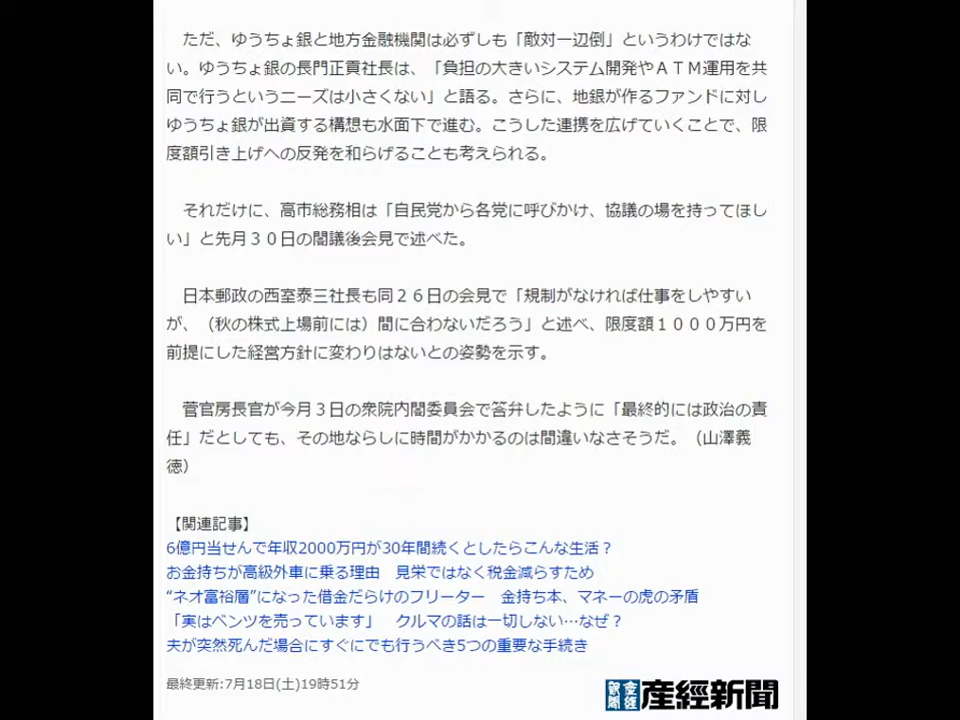 ただ、ゆうちょ銀と地方金融機関は必ずしも「敵対一辺倒」というわけではな
い。ゆうちょ銀の長門正貢社長は、「負担の大きいシステム開発やＡＴＭ運用を共
同で行うというニーズは小さくない」と語る。さらに、地銀が作るファンドに対し
ゆうちょ銀が出資する構想も水面下で進む。こうした連携を広げていくことで、限
度額引き上げへの反発を和らげることも考えられる。
それだけに、高市総務相は「自民党から各党に呼びかけ、協議の場を持ってほし
い」と先月３０日の閣議後会見で述べた。
日本郵政の西室泰三社長も同２６日の会見で「規制がなければ仕事をしやすい
が、（秋の株式上場前には）間に合わないだろう」と述べ、限度額１０００万円を
前提にした経営方針に変わりはないとの姿勢を示す。
菅官房長官が今月３日の衆院内閣委員会で答弁したように「最終的には政治の責
任」だとしても、その地ならしに時間がかかるのは間違いなさそうだ。（山澤義
徳）
【関連記事】
6億円当せんで年収2000万円が30年間続くとしたらこんな生活？
お金持ちが高級外車に乗る理由　見栄ではなく税金減らすため
“ネオ富裕層”になった借金だらけのフリーター　金持ち本、マネーの虎の矛盾
「実はベンツを売っています」　クルマの話は一切しない…なぜ？
夫が突然死んだ場合にすぐにでも行うべき5つの重要な手続き
最終更新:7月18日(土)19時51分
産経新聞 産經新聞